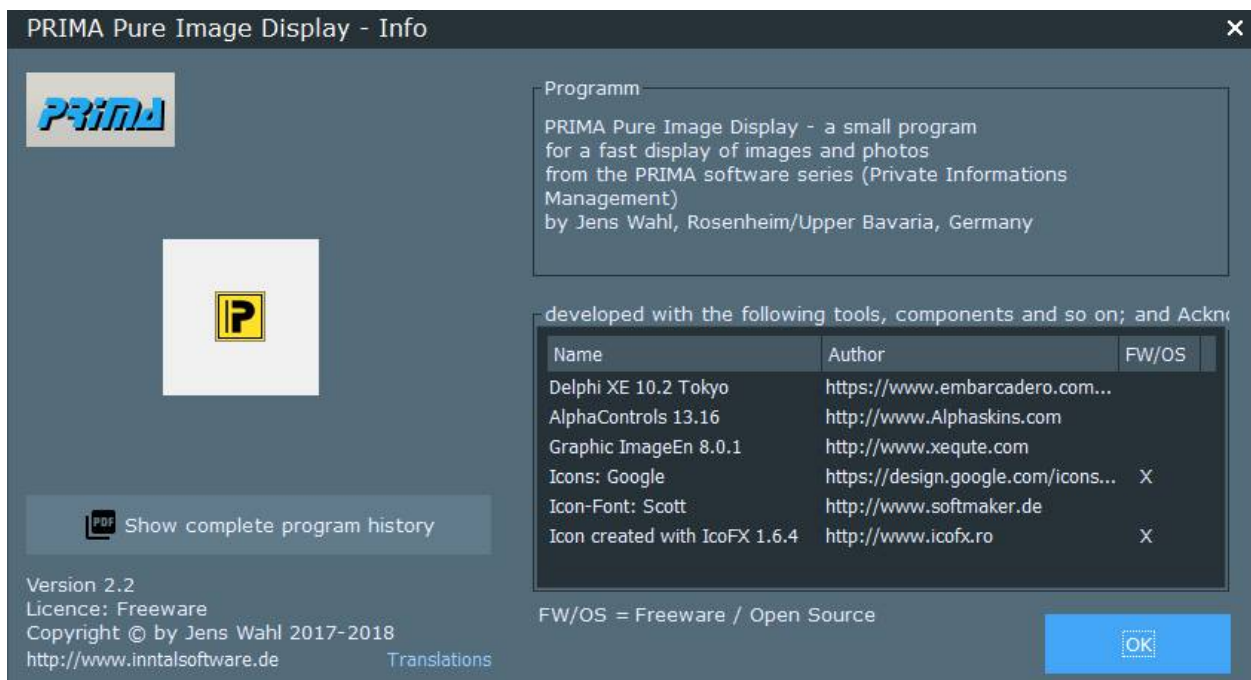 PRIMA Pure Image Display - Info
PRIMA
P
Show complete program history
Version 2.2
Licence: Freeware
Copyright © by Jens Wahl 2017-2018
http://www.inntalsoftware.de Translations
Programm
PRIMA Pure Image Display - a small program
for a fast display of images and photos
from the PRIMA software series (Private Informations
Management)
by Jens Wahl, Rosenheim/Upper Bavaria, Germany
developed with the following tools, components and so on; and Ackno
Name Author FW/OS
Delphi XE 10.2 Tokyo https://www.embarcadero.com...
AlphaControls 13.16 http://www.Alphaskins.com
Graphic ImageEn 8.0.1 http://www.xequte.com
Icons: Google https://design.google.com/icons... X
Icon-Font: Scott http://www.softmaker.de
Icon created with IcoFX 1.6.4 http://www.icofx.ro X
FW/OS = Freeware / Open Source
OK